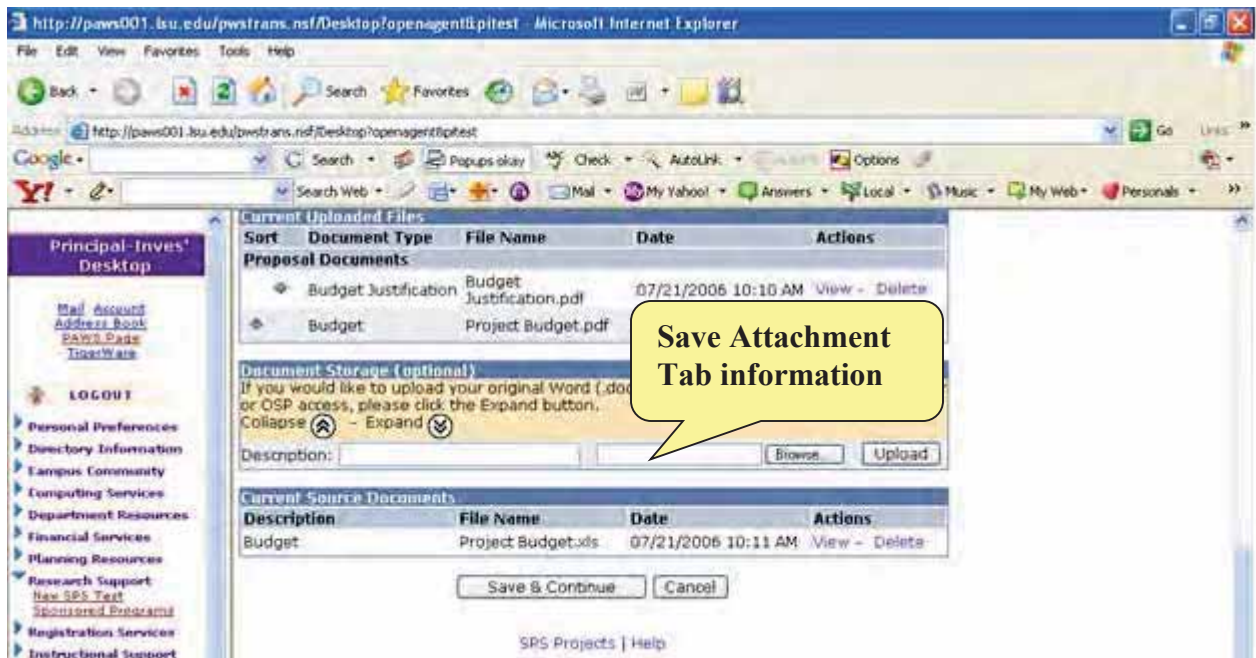 http://paws001.lsu.edu/pwstrans.nsf/Desktop?openagent&pitest - Microsoft Internet Explorer
File Edit View Favorites Tools Help
Back Search Favorites
Address http://paws001.lsu.edu/pwstrans.nsf/Desktop?openagent&pitest Go Links »
Google Search Popups okay Check AutoLink Options
Y! Search Web Mail My Yahoo! Answers Local Music My Web Personals »
Principal-Inves'
Desktop
Mail Account
Address Book
PAWS Page
TigerWare
LOGOUT
Personal Preferences
Directory Information
Campus Community
Computing Services
Department Resources
Financial Services
Planning Resources
Research Support
New SPS Test
Sponsored Programs
Registration Services
Instructional Support
Current Uploaded Files
Sort Document Type File Name Date Actions
Proposal Documents
Budget Justification Budget Justification.pdf 07/21/2006 10:10 AM View - Delete
Budget Project Budget.pdf
Save Attachment
Tab information
Document Storage (optional)
If you would like to upload your original Word (.doc
or OSP access, please click the Expand button.
Collapse - Expand
Description: Browse... Upload
Current Source Documents
Description File Name Date Actions
Budget Project Budget.xls 07/21/2006 10:11 AM View - Delete
Save & Continue Cancel
SPS Projects | Help